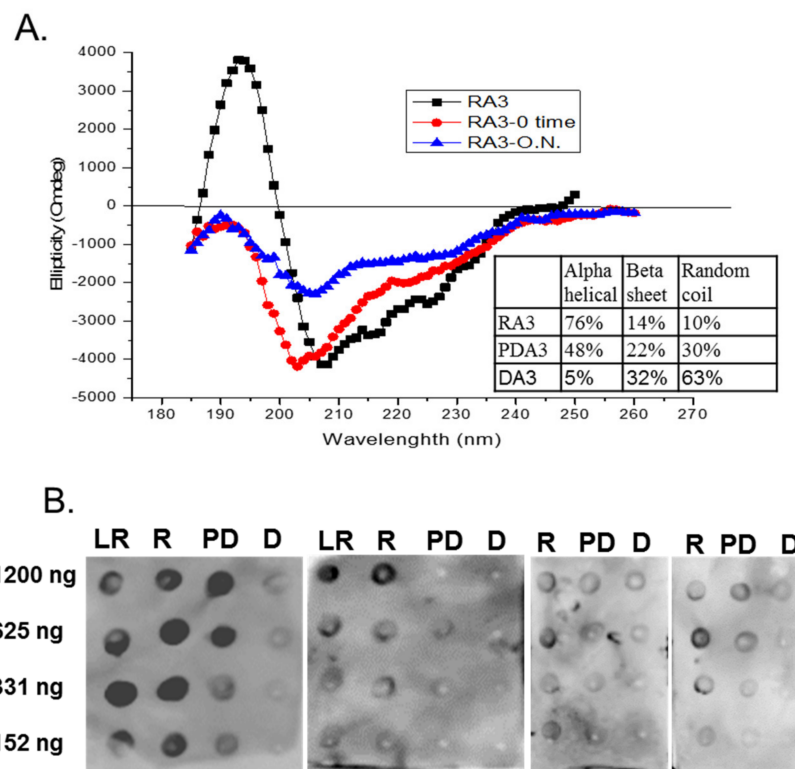 A.
4000
3000
2000
1000
0
-1000
-2000
-3000
-4000
-5000
RA3
RA3-0 time
RA3-O.N.
Alpha helical Beta sheet Random coil
RA3 76% 14% 10%
PDA3 48% 22% 30%
DA3 5% 32% 63%
180 190 200 210 220 230 240 250 260 270
Wavelenghth (nm)
B.
LR R PD D LR R PD D R PD D R PD D
1200 ng
625 ng
331 ng
152 ng